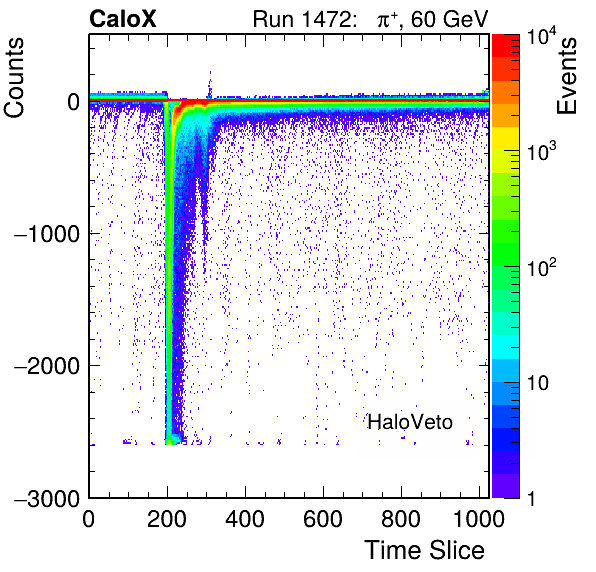 CaloX Run 1472: π⁺, 60 GeV
Counts
Events
0
−1000
−2000
−3000
0 200 400 600 800 1000
Time Slice
HaloVeto
10⁴
10³
10²
10
1